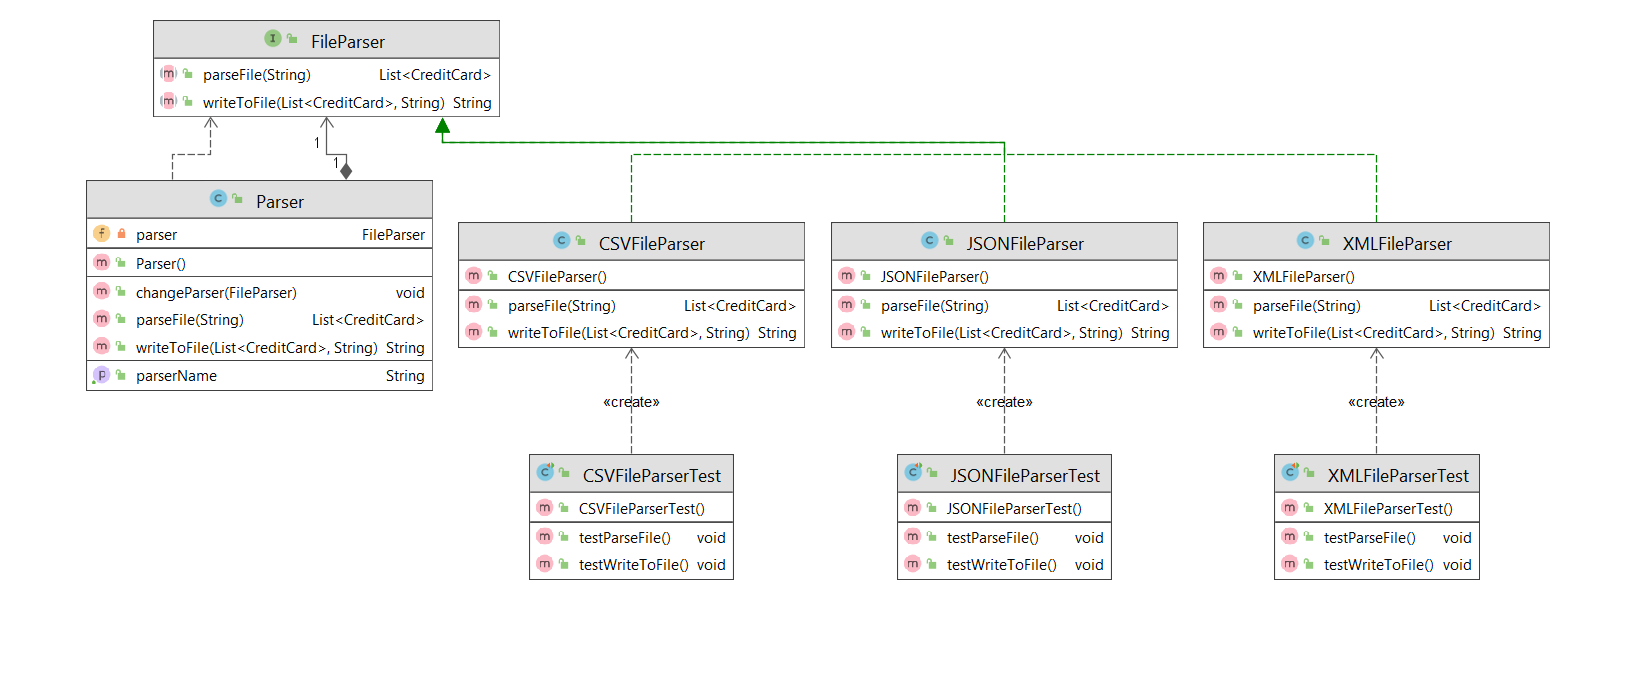 FileParser
parseFile(String) List<CreditCard>
writeToFile(List<CreditCard>, String) String
1
1
Parser
parser FileParser
Parser()
changeParser(FileParser) void
parseFile(String) List<CreditCard>
writeToFile(List<CreditCard>, String) String
parserName String
CSVFileParser
CSVFileParser()
parseFile(String) List<CreditCard>
writeToFile(List<CreditCard>, String) String
JSONFileParser
JSONFileParser()
parseFile(String) List<CreditCard>
writeToFile(List<CreditCard>, String) String
XMLFileParser
XMLFileParser()
parseFile(String) List<CreditCard>
writeToFile(List<CreditCard>, String) String
«create»
«create»
«create»
CSVFileParserTest
CSVFileParserTest()
testParseFile() void
testWriteToFile() void
JSONFileParserTest
JSONFileParserTest()
testParseFile() void
testWriteToFile() void
XMLFileParserTest
XMLFileParserTest()
testParseFile() void
testWriteToFile() void